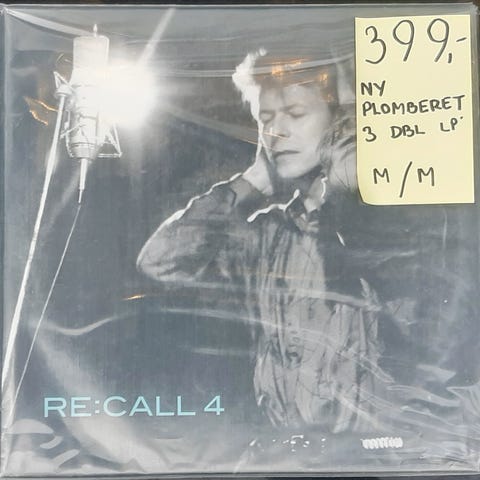 399,-
NY
PLOMBERET
3 DBL LP'
M/M
RE:CALL 4